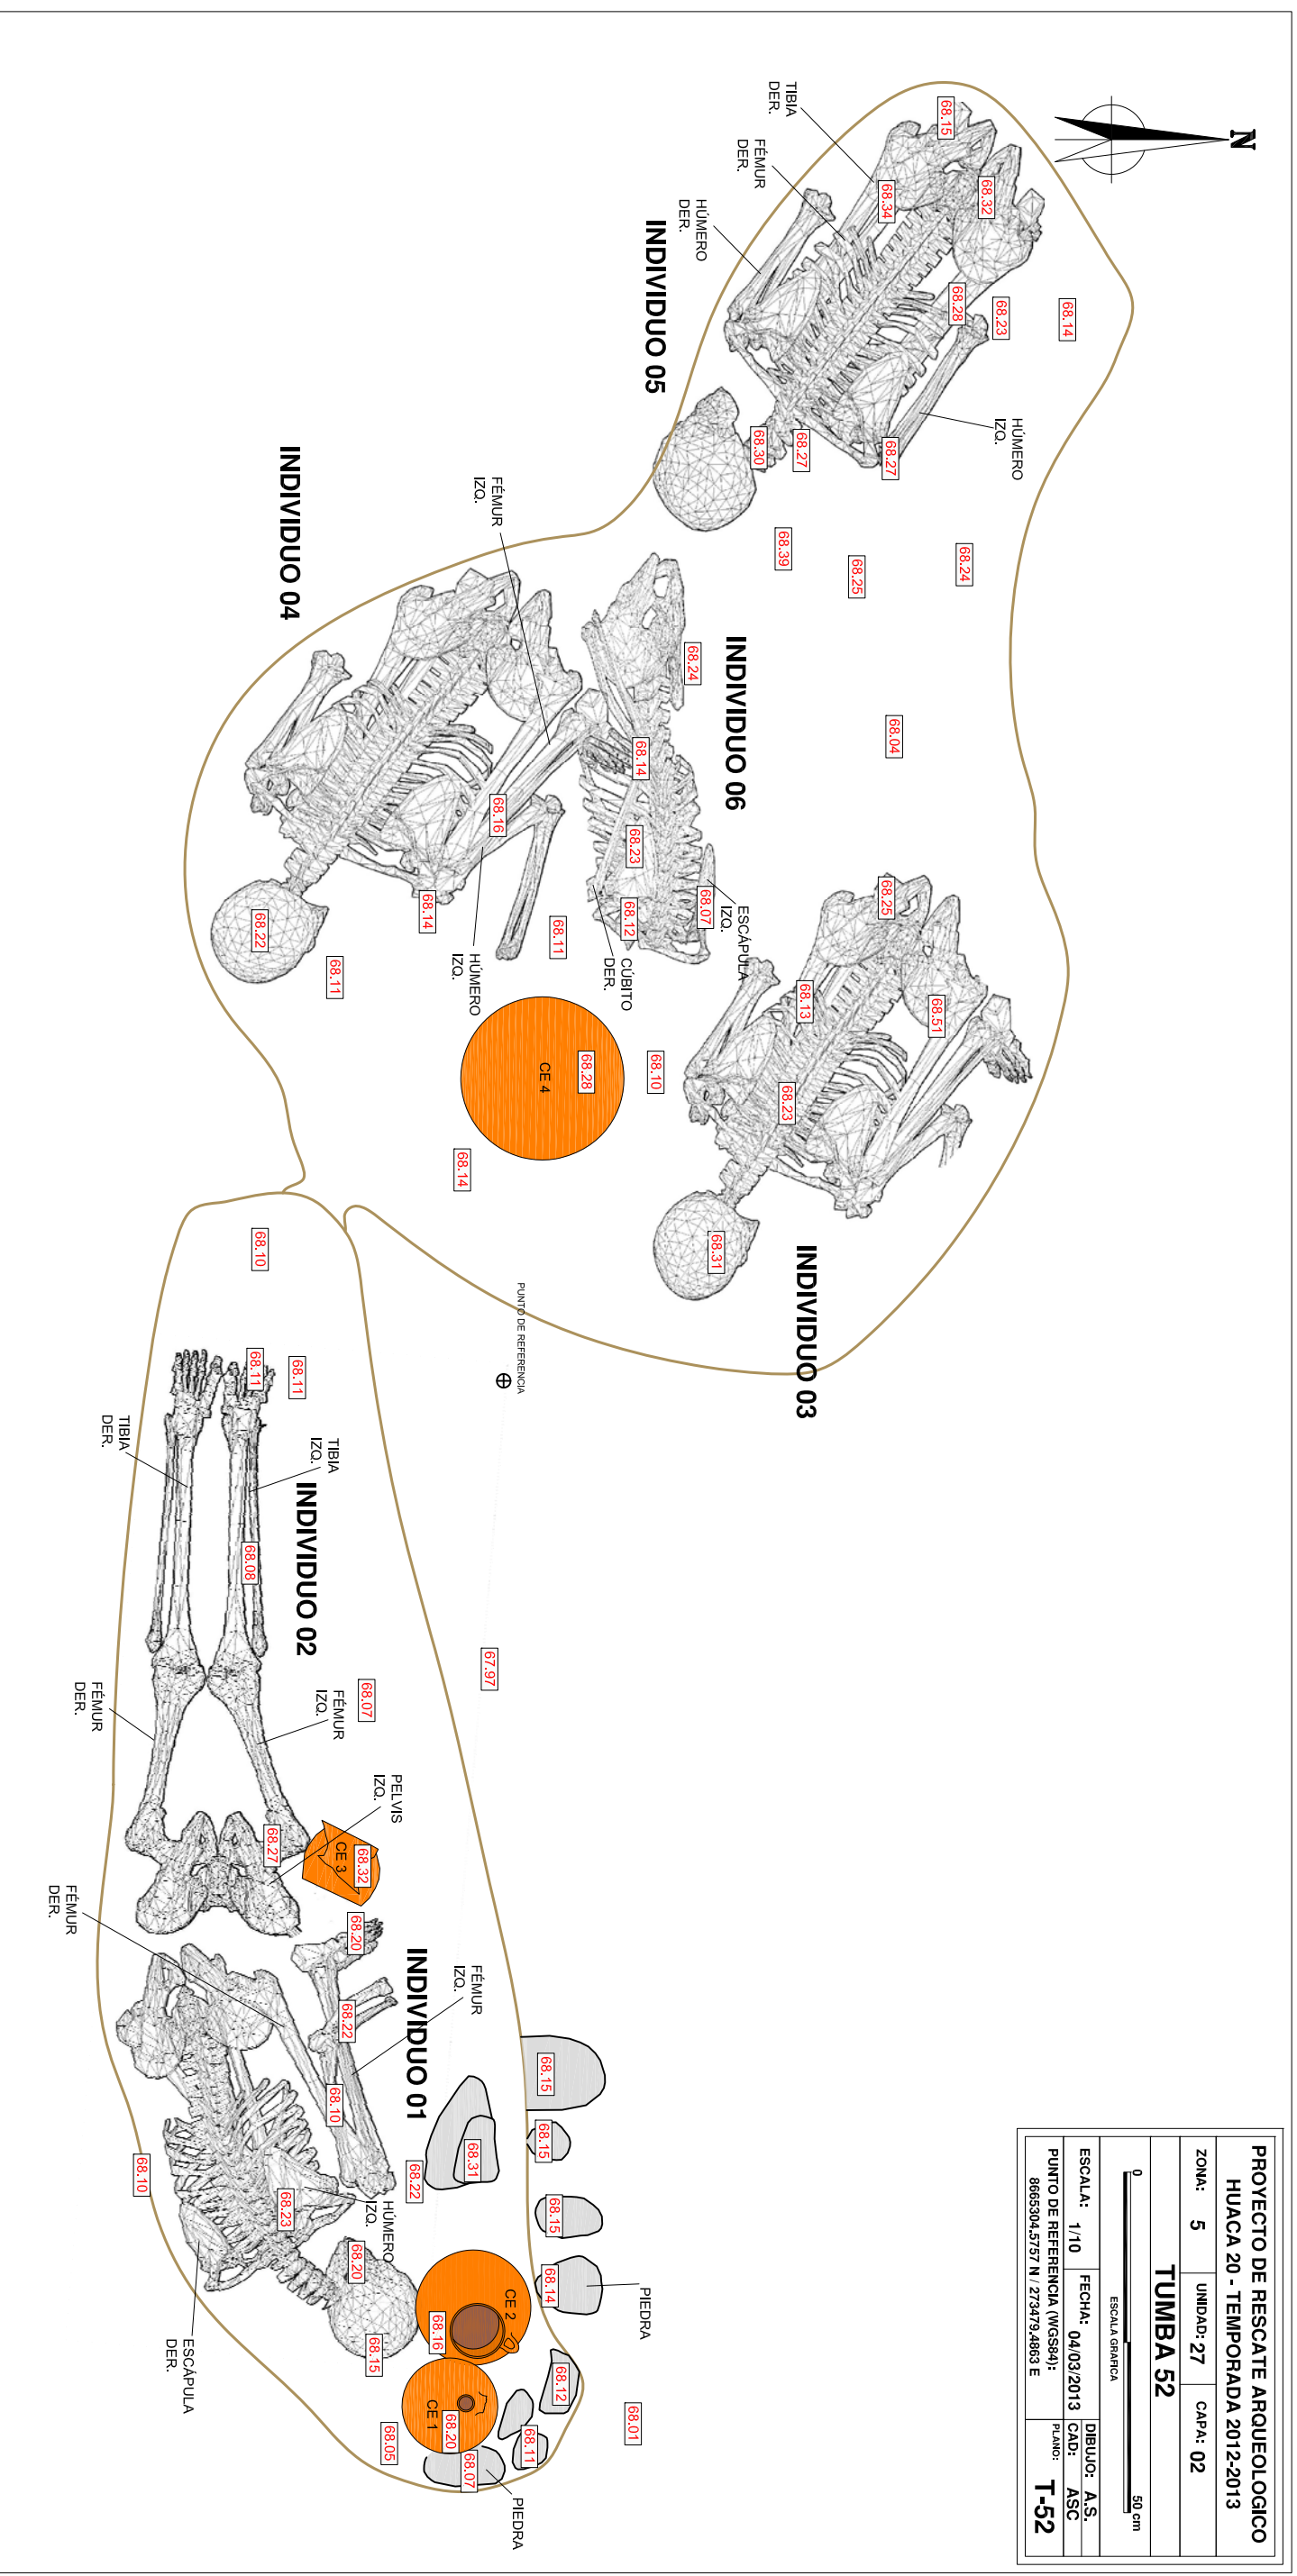 PROYECTO DE RESCATE ARQUEOLOGICO
HUACA 20 - TEMPORADA 2012-2013
ZONA: 5
UNIDAD: 27
CAPA: 02
TUMBA 52
0
50 cm
ESCALA GRAFICA
ESCALA: 1/10
FECHA: 04/03/2013
DIBUJO: A.S.
CAD: ASC
PUNTO DE REFERENCIA (WGS84):
8665304.5757 N / 273479.4863 E
PLANO:
T-52
N
68.14
68.15
68.32
68.23
68.28
68.34
TIBIA
DER.
FÉMUR
DER.
HÚMERO
DER.
HÚMERO
IZQ.
68.27
68.27
68.30
INDIVIDUO 05
68.39
68.25
68.24
68.04
INDIVIDUO 06
68.24
68.14
68.23
68.12
68.07
ESCÁPULA
IZQ.
CÚBITO
DER.
INDIVIDUO 04
FÉMUR
IZQ.
68.16
68.14
HÚMERO
IZQ.
68.22
68.11
68.11
68.25
68.51
68.13
68.23
68.31
INDIVIDUO 03
68.10
68.28
CE 4
68.14
PUNTO DE REFERENCIA
68.10
68.11
68.11
TIBIA
IZQ.
TIBIA
DER.
INDIVIDUO 02
68.08
67.97
68.07
FÉMUR
IZQ.
FÉMUR
DER.
PELVIS
IZQ.
68.27
68.32
CE 3
FÉMUR
DER.
68.20
INDIVIDUO 01
FÉMUR
IZQ.
68.22
68.10
68.10
68.15
68.15
68.31
68.22
68.15
68.14
PIEDRA
HÚMERO
IZQ.
68.23
68.20
68.15
ESCÁPULA
DER.
CE 2
68.16
CE 1
68.20
68.12
68.11
68.07
68.05
68.01
PIEDRA